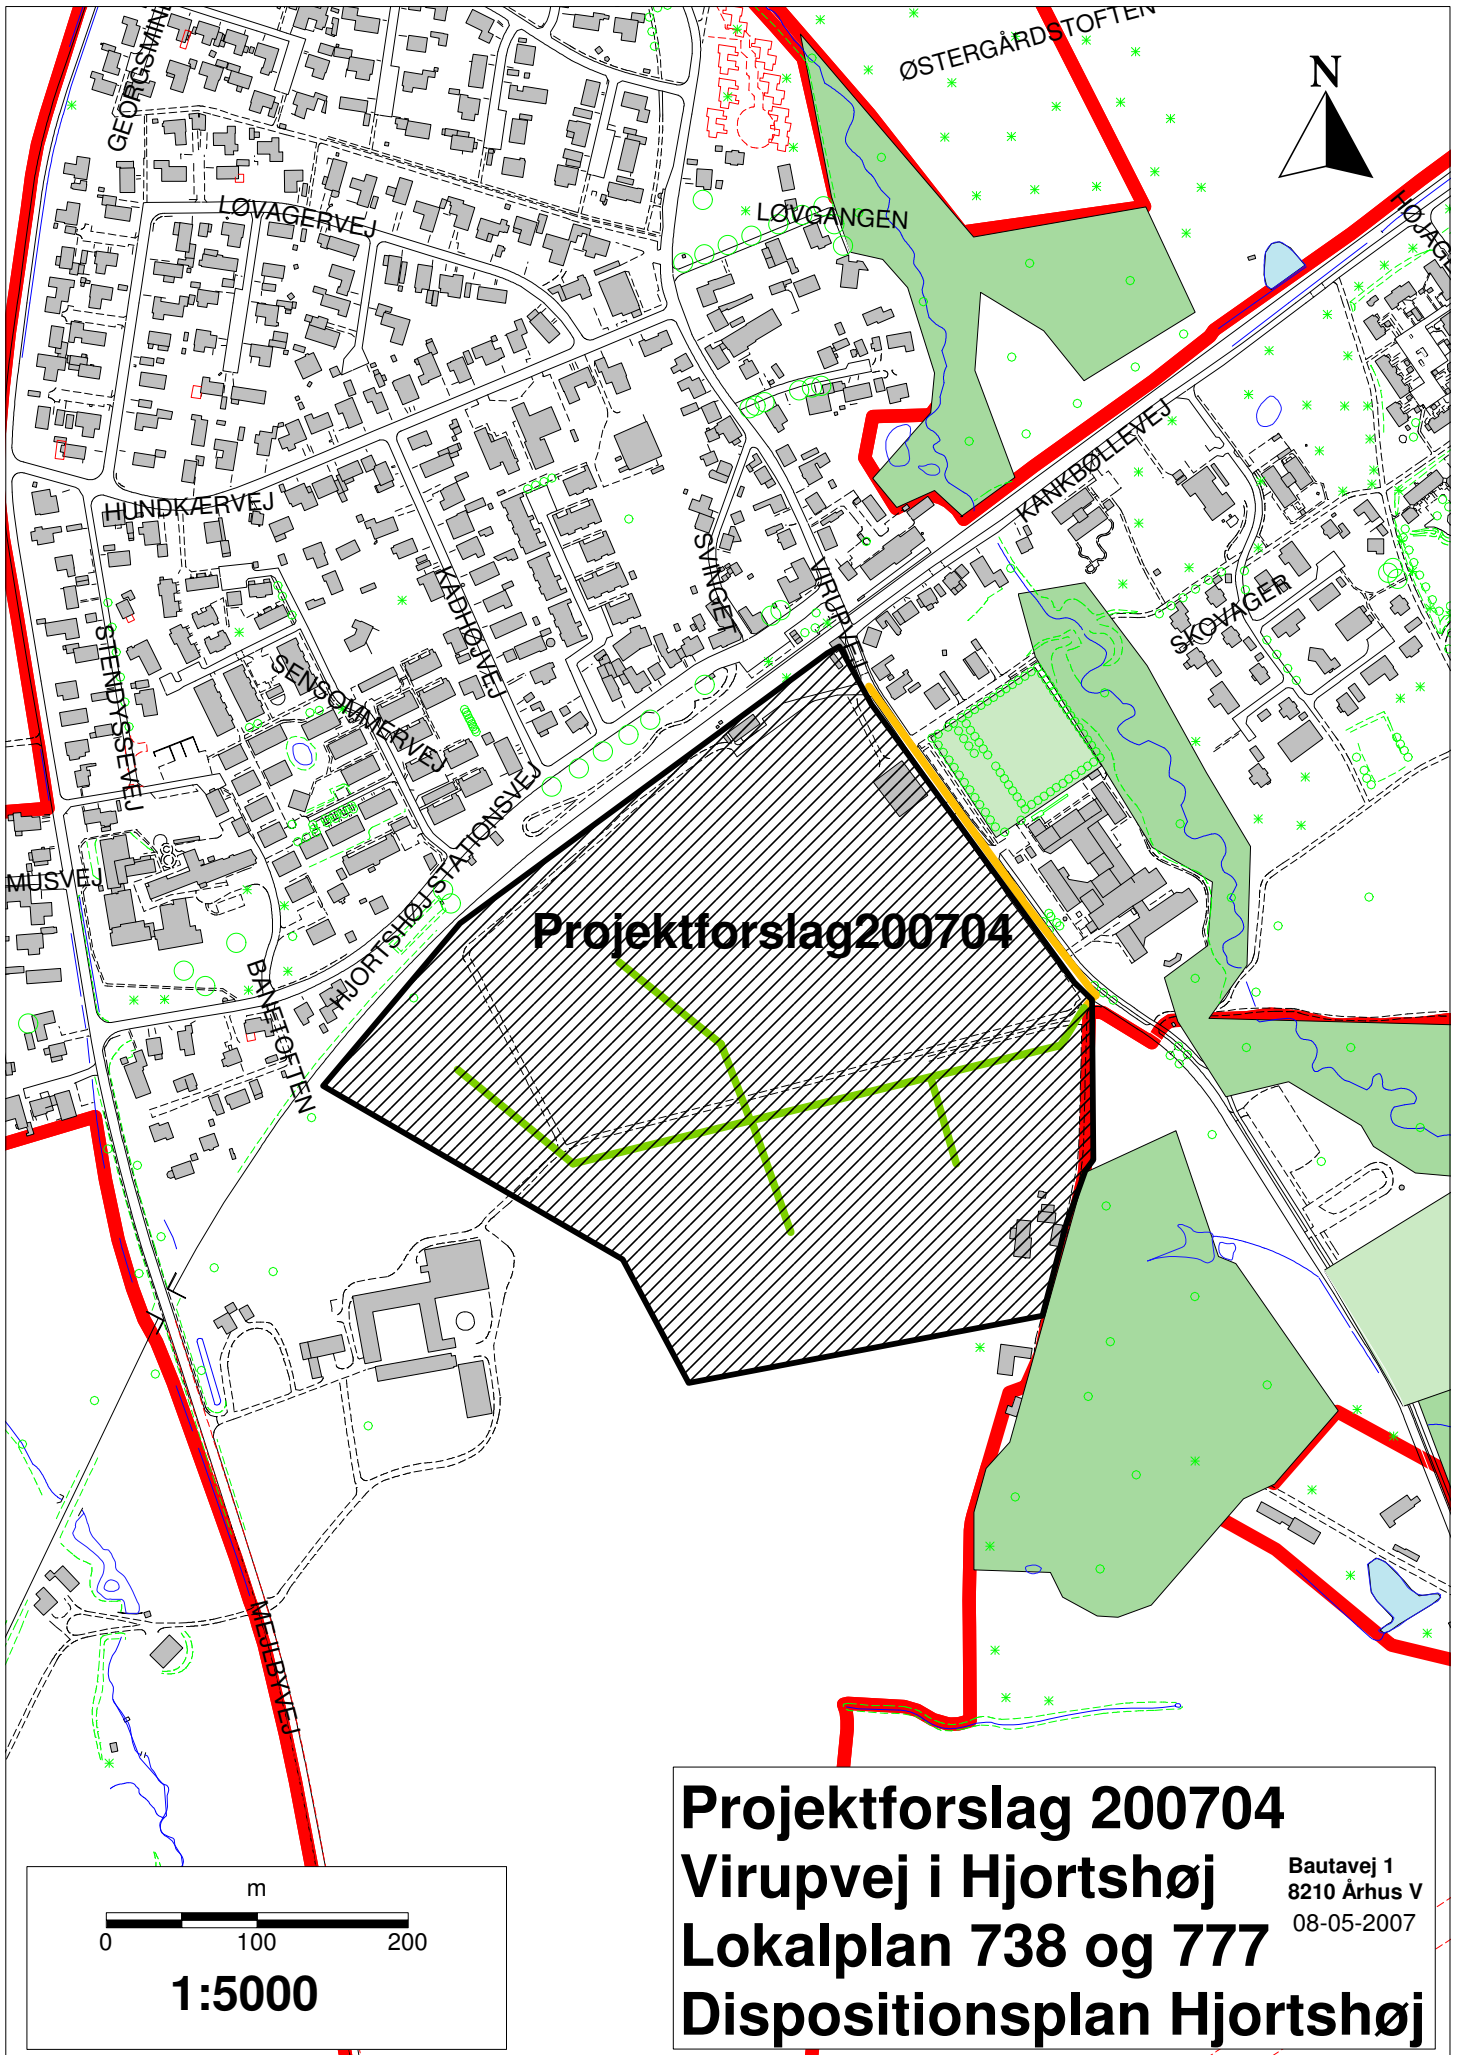 GEORGSMIND
ØSTERGÅRDSTOFTEN
N
HØJAGE
LØVAGERVEJ
LØVGANGEN
KANKBØLLEVEJ
HUNDKÆRVEJ
SVINGET
VIRUPVEJ
KADHØJVEJ
SKOVAGER
STENDYSSEVEJ
SENSOMMERVEJ
HJORTSHØJ STATIONSVEJ
MUSVEJ
Projektforslag200704
BANETOFTEN
MEJLBYVEJ
m
0 100 200
1:5000
Projektforslag 200704
Virupvej i Hjortshøj
Lokalplan 738 og 777
Dispositionsplan Hjortshøj
Bautavej 1
8210 Århus V
08-05-2007